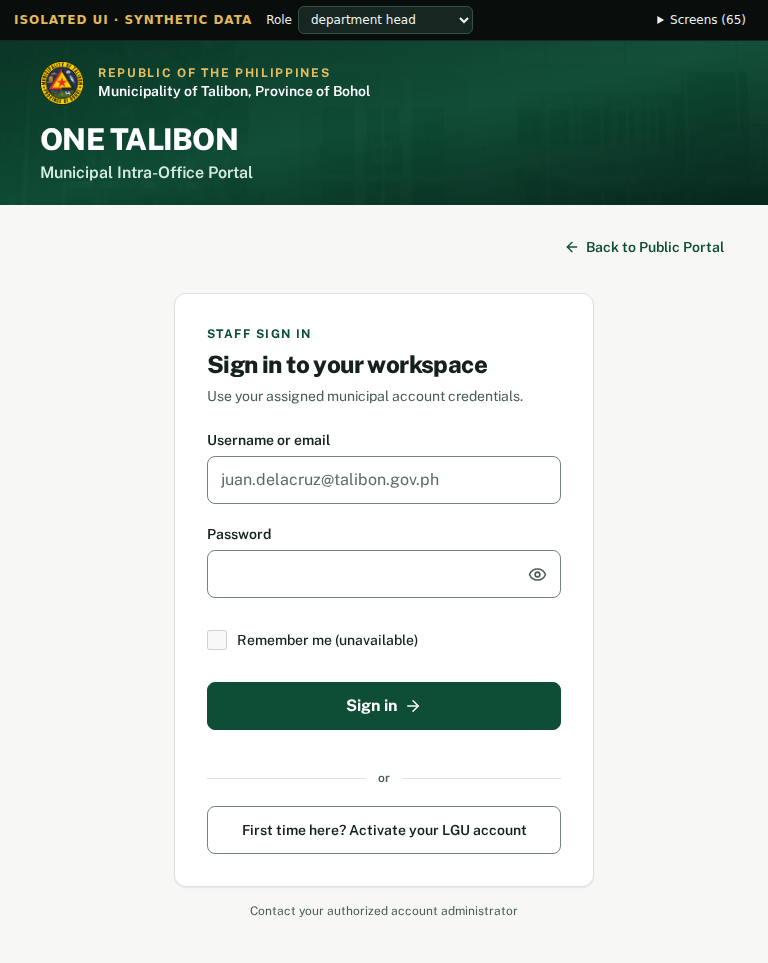 ISOLATED UI · SYNTHETIC DATA Role department head ▶ Screens (65)
REPUBLIC OF THE PHILIPPINES
Municipality of Talibon, Province of Bohol
ONE TALIBON
Municipal Intra-Office Portal
← Back to Public Portal
STAFF SIGN IN
Sign in to your workspace
Use your assigned municipal account credentials.
Username or email
juan.delacruz@talibon.gov.ph
Password
Remember me (unavailable)
Sign in →
or
First time here? Activate your LGU account
Contact your authorized account administrator